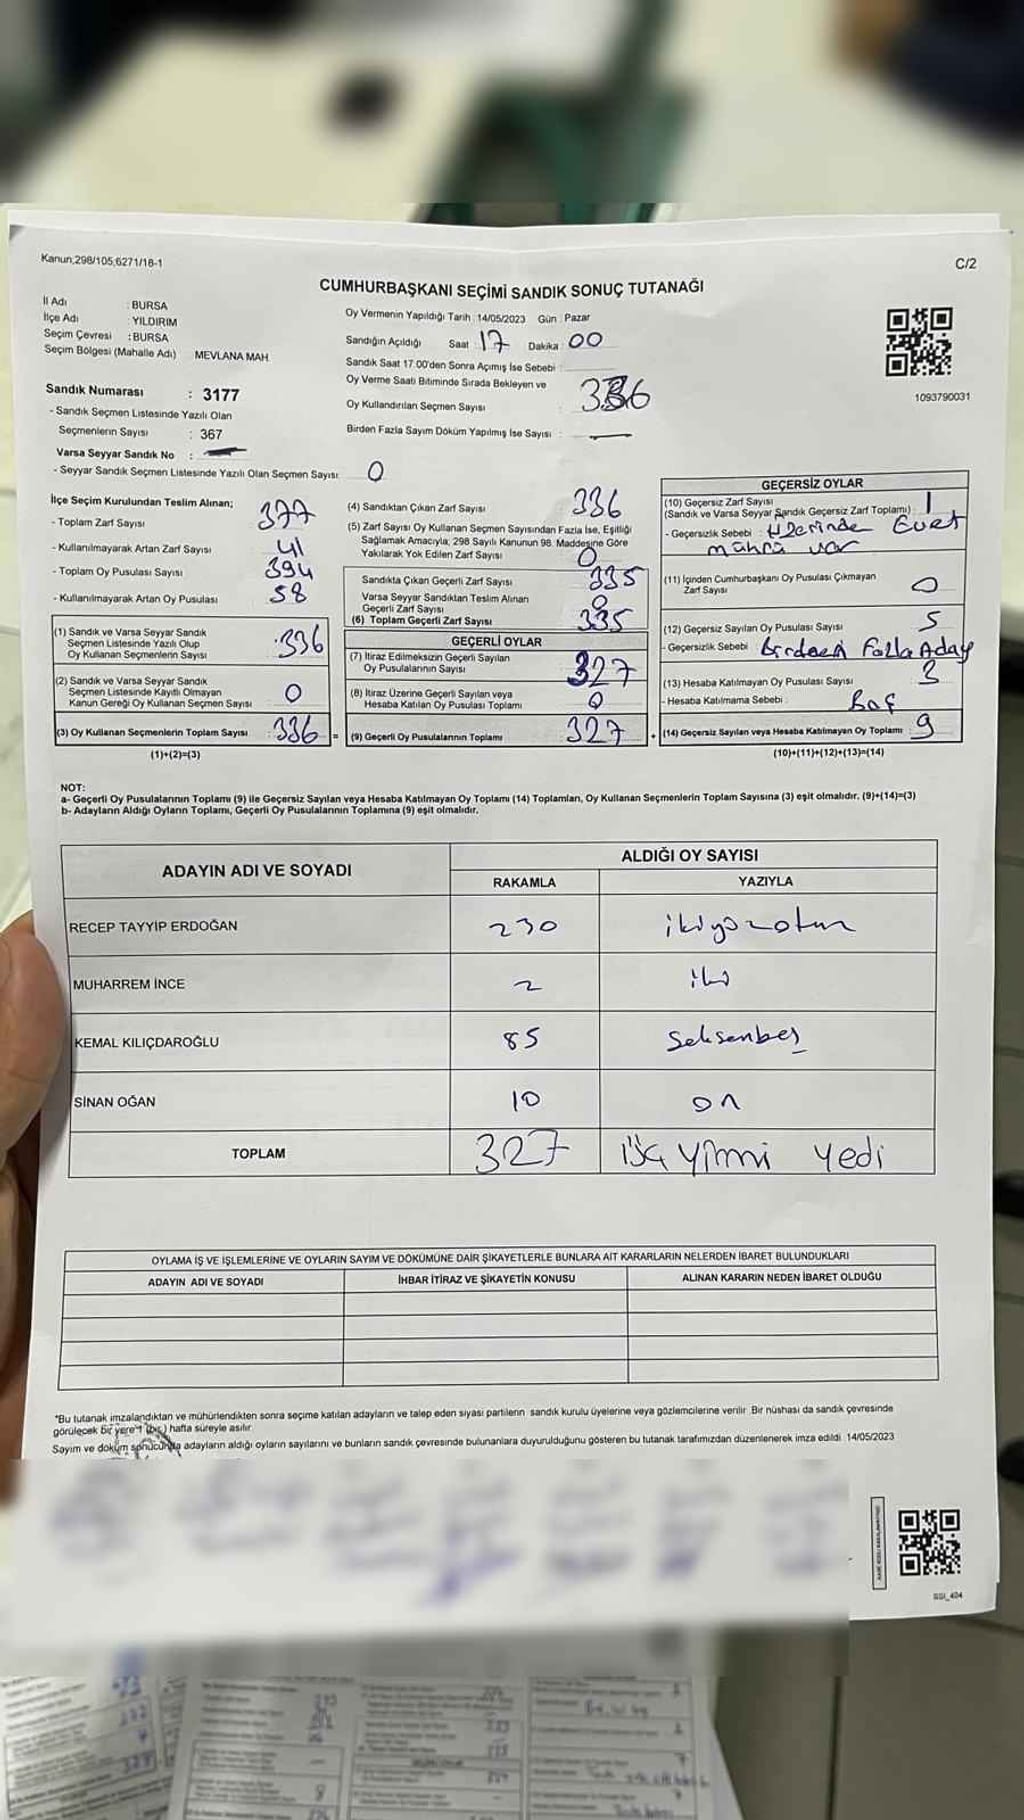 Kanun,298/105;6271/18-1
C/2
CUMHURBAŞKANI SEÇİMİ SANDIK SONUÇ TUTANAĞI
İl Adı : BURSA
İlçe Adı : YILDIRIM
Seçim Çevresi : BURSA
Seçim Bölgesi (Mahalle Adı) MEVLANA MAH.
Sandık Numarası : 3177
- Sandık Seçmen Listesinde Yazılı Olan
Seçmenlerin Sayısı : 367
Varsa Seyyar Sandık No :
- Seyyar Sandık Seçmen Listesinde Yazılı Olan Seçmen Sayısı: 0
Oy Vermenin Yapıldığı Tarih : 14/05/2023 Gün : Pazar
Sandığın Açıldığı Saat : 17 Dakika : 00
Sandık Saat 17:00'den Sonra Açımış İse Sebebi :
Oy Verme Saati Bitiminde Sırada Bekleyen ve
Oy Kullandırılan Seçmen Sayısı : 336
Birden Fazla Sayım Döküm Yapılmış İse Sayısı : —
1093790031
İlçe Seçim Kurulundan Teslim Alınan;
- Toplam Zarf Sayısı 377
- Kullanılmayarak Artan Zarf Sayısı 41
- Toplam Oy Pusulası Sayısı 394
- Kullanılmayarak Artan Oy Pusulası 58
(1) Sandık ve Varsa Seyyar Sandık
Seçmen Listesinde Yazılı Olup
Oy Kullanan Seçmenlerin Sayısı : 336
(2) Sandık ve Varsa Seyyar Sandık
Seçmen Listesinde Kayıtlı Olmayan
Kanun Gereği Oy Kullanan Seçmen Sayısı 0
(3) Oy Kullanan Seçmenlerin Toplam Sayısı : 336 =
(1)+(2)=(3)
(4) Sandıktan Çıkan Zarf Sayısı 336
(5) Zarf Sayısı Oy Kullanan Seçmen Sayısından Fazla İse, Eşitliği
Sağlamak Amacıyla; 298 Sayılı Kanunun 98. Maddesine Göre
Yakılarak Yok Edilen Zarf Sayısı 0
Sandıkta Çıkan Geçerli Zarf Sayısı 335
Varsa Seyyar Sandıktan Teslim Alınan
Geçerli Zarf Sayısı 0
(6) Toplam Geçerli Zarf Sayısı 335
GEÇERLİ OYLAR
(7) İtiraz Edilmeksizin Geçerli Sayılan
Oy Pusulalarının Sayısı 327
(8) İtiraz Üzerine Geçerli Sayılan veya
Hesaba Katılan Oy Pusulası Toplamı 0
(9) Geçerli Oy Pusulalarının Toplamı 327 +
GEÇERSİZ OYLAR
(10) Geçersiz Zarf Sayısı 1
(Sandık ve Varsa Seyyar Sandık Geçersiz Zarf Toplamı)
- Geçersizlik Sebebi : Üzerinde Evet
mührü var
(11) İçinden Cumhurbaşkanı Oy Pusulası Çıkmayan
Zarf Sayısı 0
(12) Geçersiz Sayılan Oy Pusulası Sayısı 5
- Geçersizlik Sebebi Birden Fazla Aday
(13) Hesaba Katılmayan Oy Pusulası Sayısı 3
- Hesaba Katılmama Sebebi : Boş
(14) Geçersiz Sayılan veya Hesaba Katılmayan Oy Toplamı : 9
(10)+(11)+(12)+(13)=(14)
NOT:
a- Geçerli Oy Pusulalarının Toplamı (9) ile Geçersiz Sayılan veya Hesaba Katılmayan Oy Toplamı (14) Toplamları, Oy Kullanan Seçmenlerin Toplam Sayısına (3) eşit olmalıdır. (9)+(14)=(3)
b- Adayların Aldığı Oyların Toplamı, Geçerli Oy Pusulalarının Toplamına (9) eşit olmalıdır.
ADAYIN ADI VE SOYADI
ALDIĞI OY SAYISI
RAKAMLA YAZIYLA
RECEP TAYYİP ERDOĞAN 230 ikiyüzotuz
MUHARREM İNCE 2 iki
KEMAL KILIÇDAROĞLU 85 Seksenbeş
SİNAN OĞAN 10 on
TOPLAM 327 üçyüzyirmi yedi
OYLAMA İŞ VE İŞLEMLERİNE VE OYLARIN SAYIM VE DÖKÜMÜNE DAİR ŞİKAYETLERLE BUNLARA AİT KARARLARIN NELERDEN İBARET BULUNDUKLARI
ADAYIN ADI VE SOYADI İHBAR İTİRAZ VE ŞİKAYETİN KONUSU ALINAN KARARIN NEDEN İBARET OLDUĞU
*Bu tutanak imzalandıktan ve mühürlendikten sonra seçime katılan adayların ve talep eden siyasi partilerin sandık kurulu üyelerine veya gözlemcilerine verilir. Bir nüshası da sandık çevresinde
görülecek bir yere 1 (bir) hafta süreyle asılır.
Sayım ve döküm sonucunda adayların aldığı oyların sayılarını ve bunların sandık çevresinde bulunanlara duyurulduğunu gösteren bu tutanak tarafımızdan düzenlenerek imza edildi. 14/05/2023